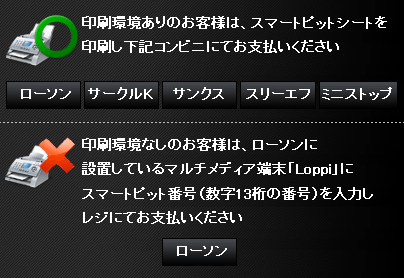 印刷環境ありのお客様は、スマートピットシートを
印刷し下記コンビニにてお支払いください
ローソン サークルK サンクス スリーエフ ミニストップ
印刷環境なしのお客様は、ローソンに
設置しているマルチメディア端末「Loppi」に
スマートピット番号（数字13桁の番号）を入力し
レジにてお支払いください
ローソン